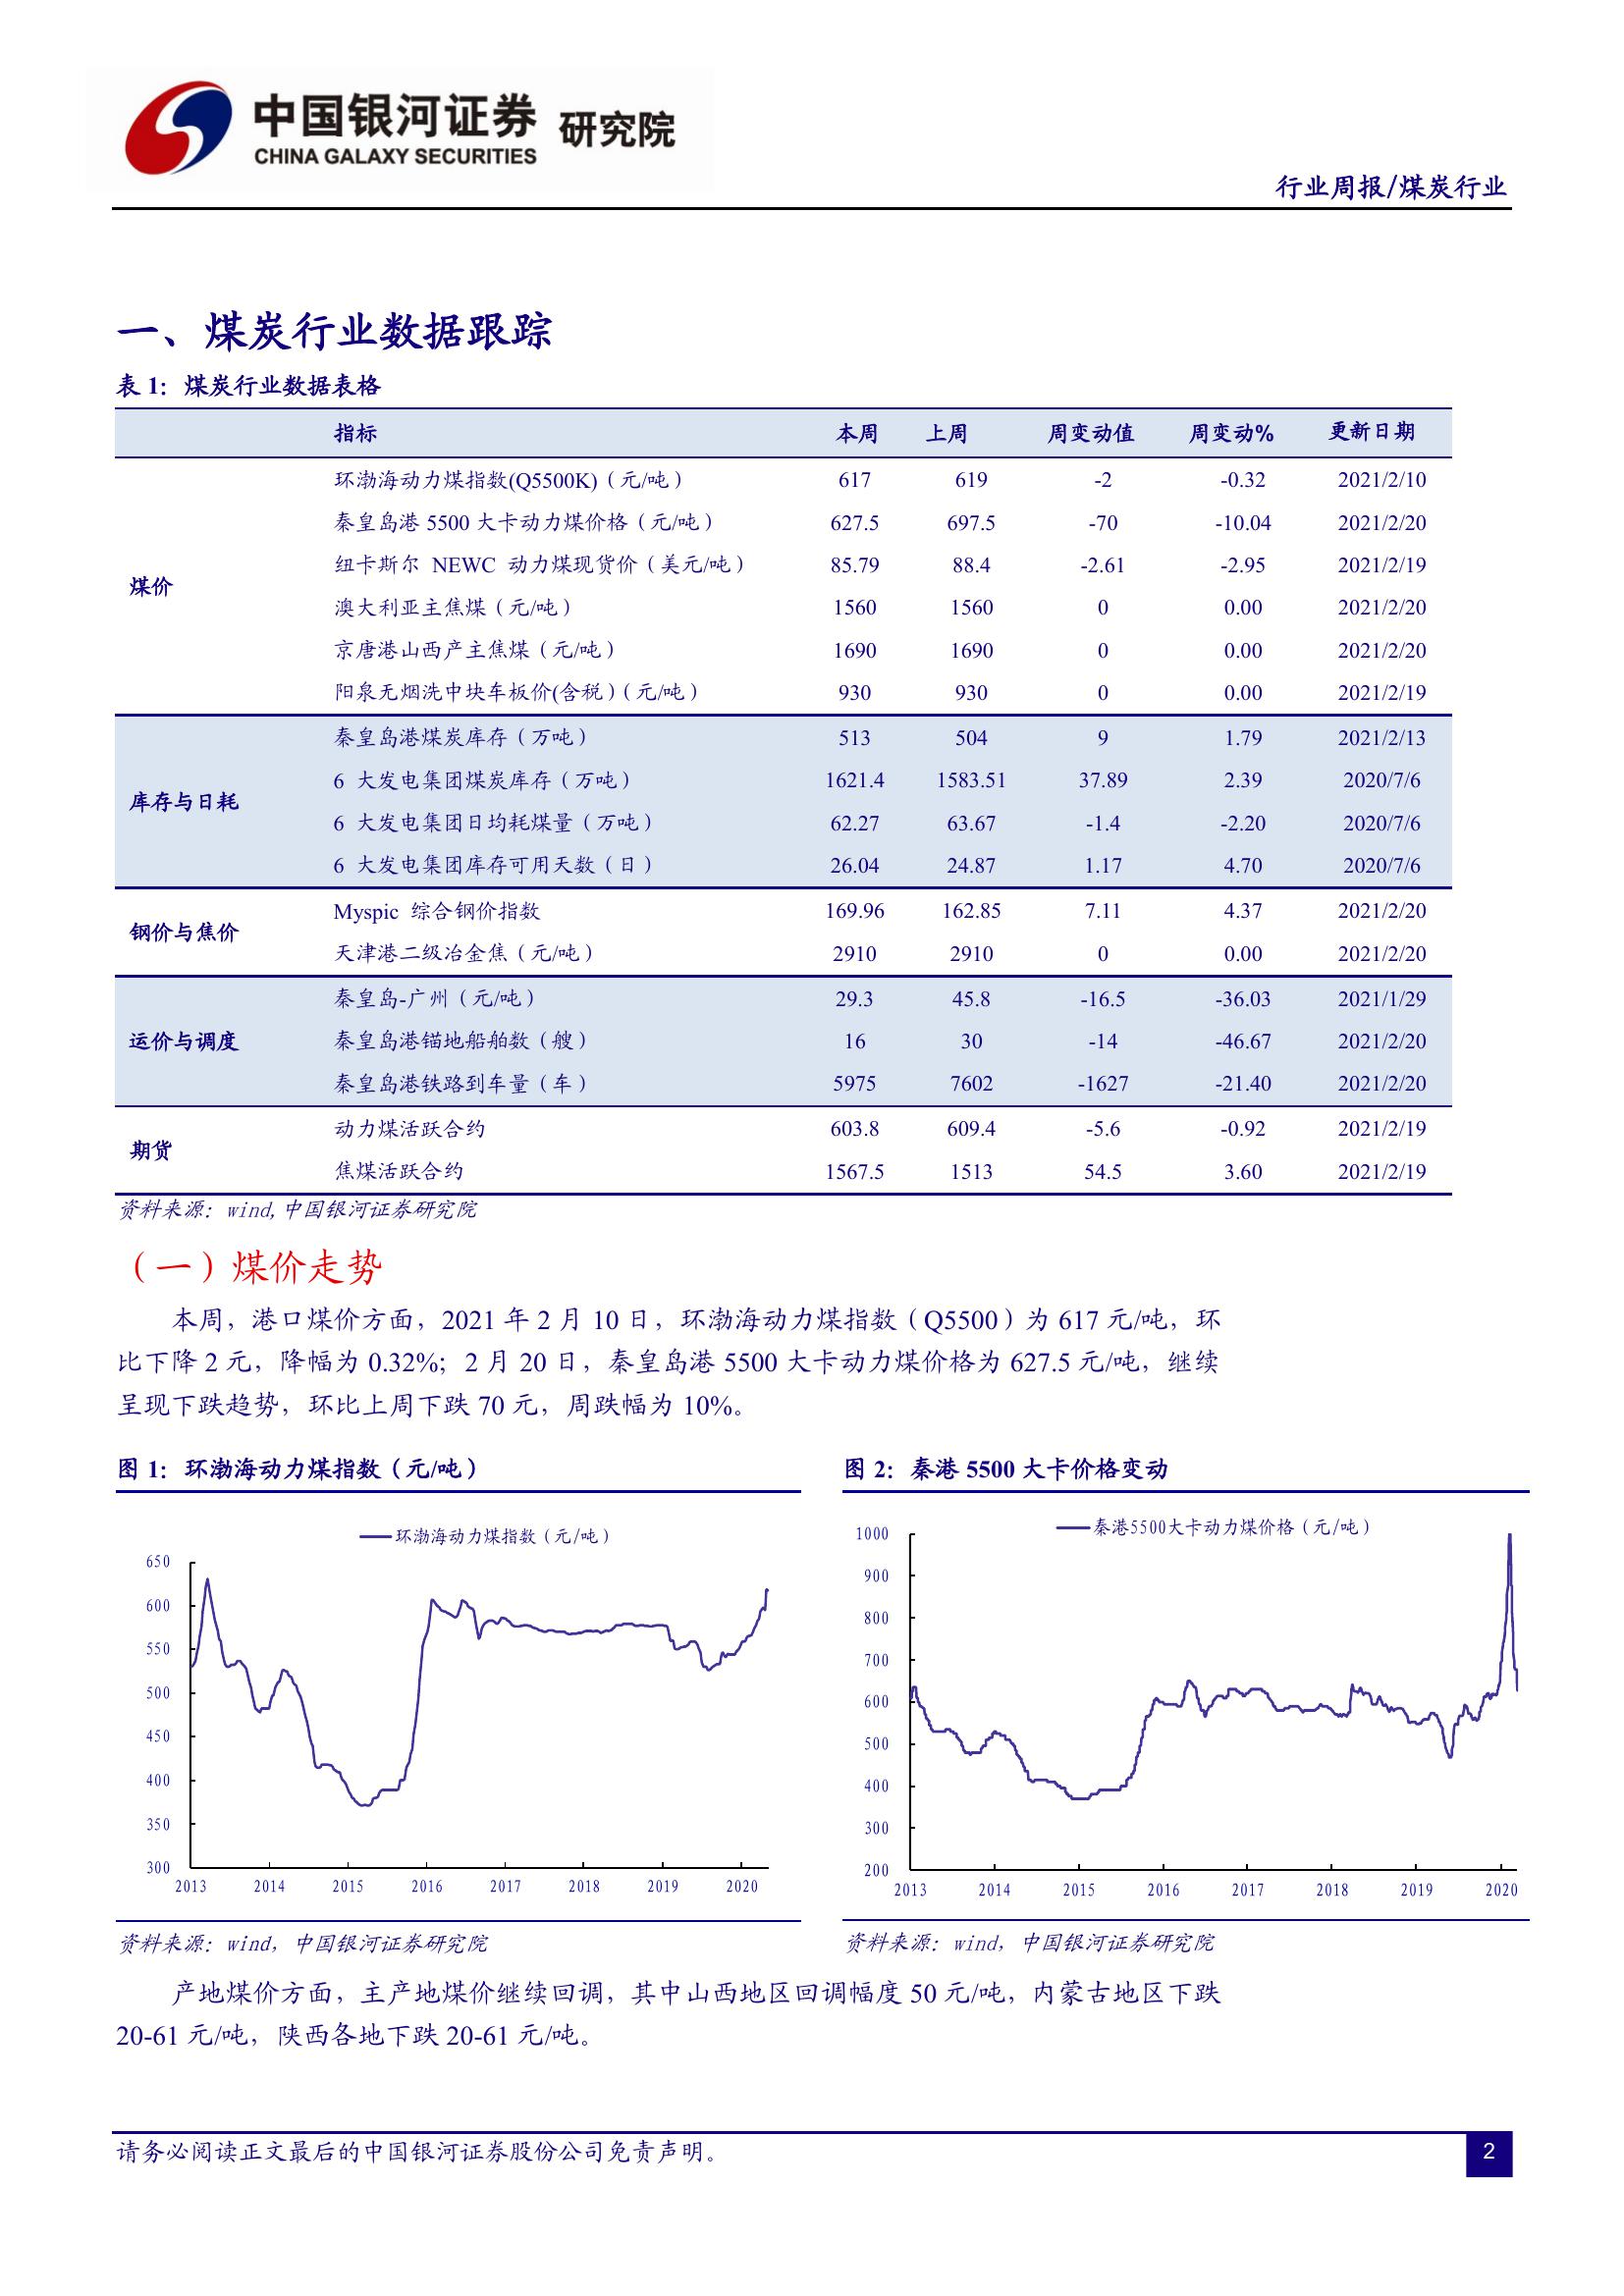 中国银河证券 研究院
CHINA GALAXY SECURITIES
行业周报/煤炭行业
一、煤炭行业数据跟踪
表 1：煤炭行业数据表格
指标 本周 上周 周变动值 周变动% 更新日期
煤价
环渤海动力煤指数(Q5500K)（元/吨） 617 619 -2 -0.32 2021/2/10
秦皇岛港 5500 大卡动力煤价格（元/吨） 627.5 697.5 -70 -10.04 2021/2/20
纽卡斯尔 NEWC 动力煤现货价（美元/吨） 85.79 88.4 -2.61 -2.95 2021/2/19
澳大利亚主焦煤（元/吨） 1560 1560 0 0.00 2021/2/20
京唐港山西产主焦煤（元/吨） 1690 1690 0 0.00 2021/2/20
阳泉无烟洗中块车板价(含税)（元/吨） 930 930 0 0.00 2021/2/19
库存与日耗
秦皇岛港煤炭库存（万吨） 513 504 9 1.79 2021/2/13
6 大发电集团煤炭库存（万吨） 1621.4 1583.51 37.89 2.39 2020/7/6
6 大发电集团日均耗煤量（万吨） 62.27 63.67 -1.4 -2.20 2020/7/6
6 大发电集团库存可用天数（日） 26.04 24.87 1.17 4.70 2020/7/6
钢价与焦价
Myspic 综合钢价指数 169.96 162.85 7.11 4.37 2021/2/20
天津港二级冶金焦（元/吨） 2910 2910 0 0.00 2021/2/20
运价与调度
秦皇岛-广州（元/吨） 29.3 45.8 -16.5 -36.03 2021/1/29
秦皇岛港锚地船舶数（艘） 16 30 -14 -46.67 2021/2/20
秦皇岛港铁路到车量（车） 5975 7602 -1627 -21.40 2021/2/20
期货
动力煤活跃合约 603.8 609.4 -5.6 -0.92 2021/2/19
焦煤活跃合约 1567.5 1513 54.5 3.60 2021/2/19
资料来源：wind,中国银河证券研究院
（一）煤价走势
本周，港口煤价方面，2021 年 2 月 10 日，环渤海动力煤指数（Q5500）为 617 元/吨，环
比下降 2 元，降幅为 0.32%；2 月 20 日，秦皇岛港 5500 大卡动力煤价格为 627.5 元/吨，继续
呈现下跌趋势，环比上周下跌 70 元，周跌幅为 10%。
图 1：环渤海动力煤指数（元/吨）
环渤海动力煤指数（元/吨）
650
600
550
500
450
400
350
300
2013 2014 2015 2016 2017 2018 2019 2020
资料来源：wind，中国银河证券研究院
图 2：秦港 5500 大卡价格变动
秦港5500大卡动力煤价格（元/吨）
1000
900
800
700
600
500
400
300
200
2013 2014 2015 2016 2017 2018 2019 2020
资料来源：wind，中国银河证券研究院
产地煤价方面，主产地煤价继续回调，其中山西地区回调幅度 50 元/吨，内蒙古地区下跌
20-61 元/吨，陕西各地下跌 20-61 元/吨。
请务必阅读正文最后的中国银河证券股份公司免责声明。
2